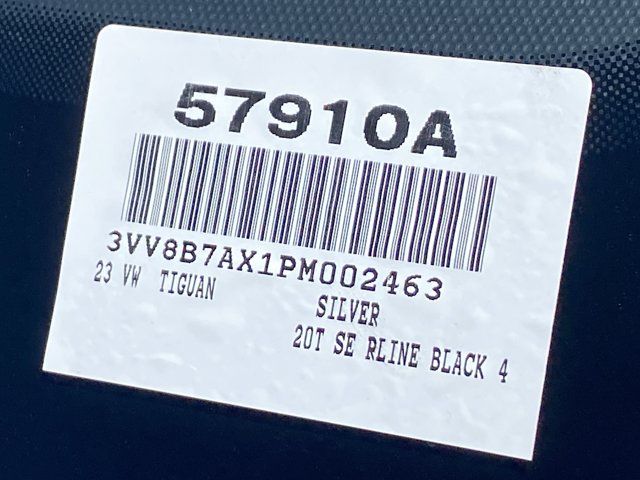 57910A
3VV8B7AX1PM002463
23 VW TIGUAN
SILVER
20T SE RLINE BLACK 4